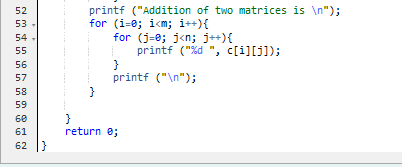 52 printf ("Addition of two matrices is \n");
53 for (i=0; i<m; i++){
54 for (j=0; j<n; j++){
55 printf ("%d ", c[i][j]);
56 }
57 printf ("\n");
58 }
59
60 }
61 return 0;
62 }